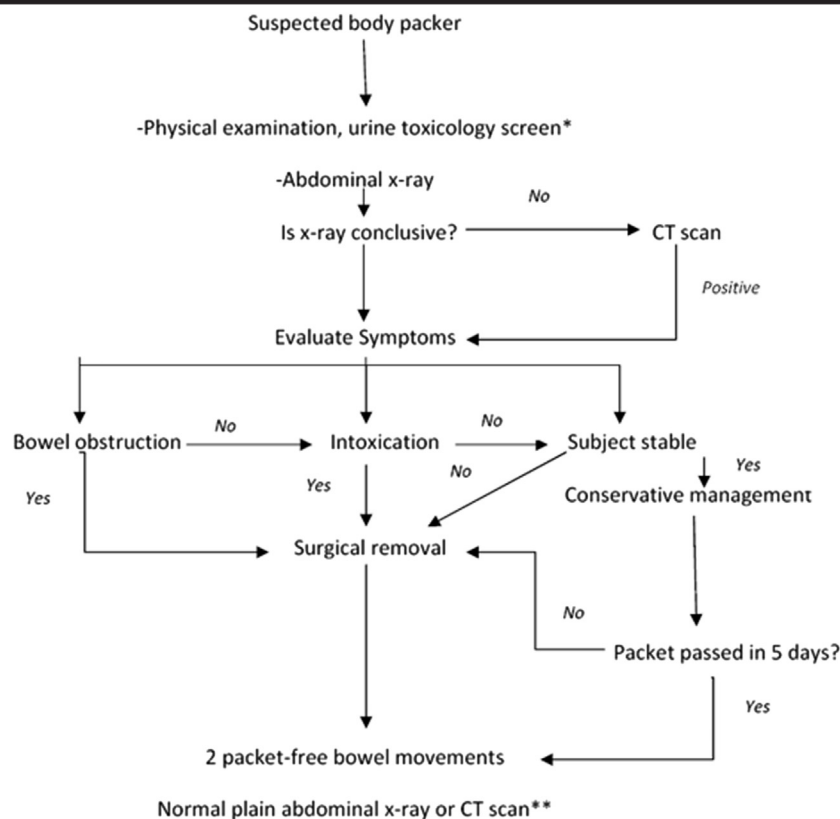 Suspected body packer
-Physical examination, urine toxicology screen*
-Abdominal x-ray
No
Is x-ray conclusive?
CT scan
Positive
Evaluate Symptoms
No
No
Bowel obstruction
Intoxication
Subject stable
Yes
Yes
No
Yes
Conservative management
Surgical removal
No
Packet passed in 5 days?
Yes
2 packet-free bowel movements
Normal plain abdominal x-ray or CT scan**